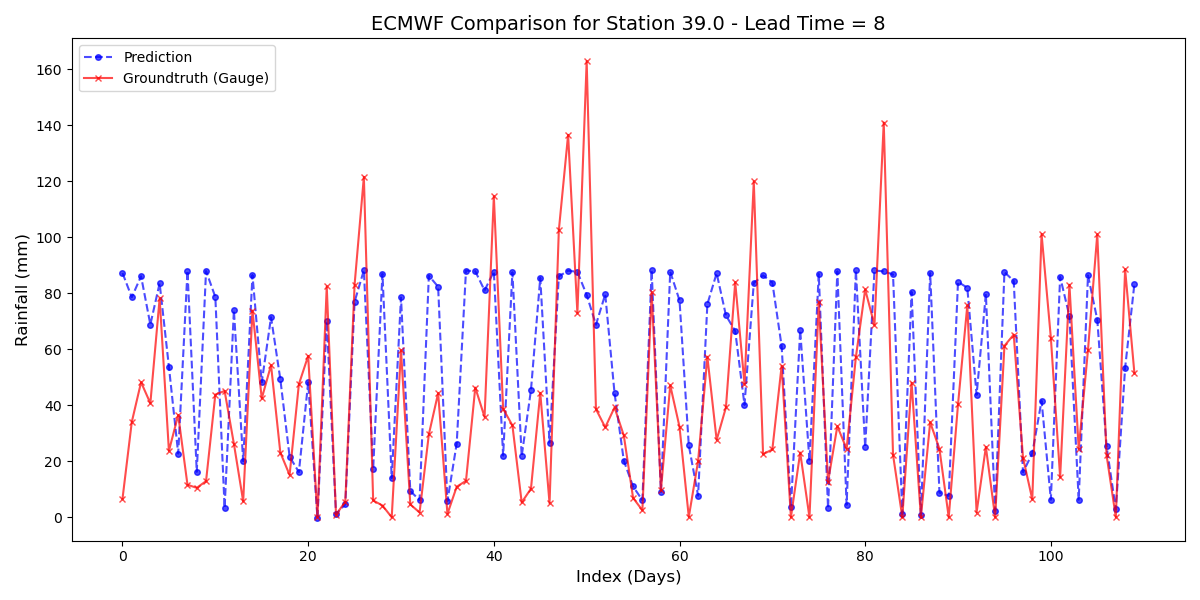 ECMWF Comparison for Station 39.0 - Lead Time = 8
Prediction
Groundtruth (Gauge)
Rainfall (mm)
160
140
120
100
80
60
40
20
0
0 20 40 60 80 100
Index (Days)